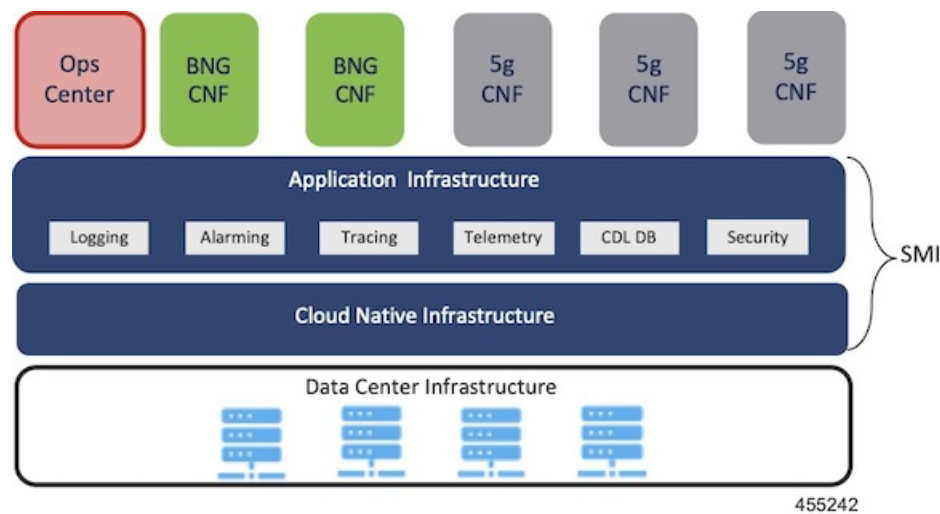 Ops
Center
BNG
CNF
BNG
CNF
5g
CNF
5g
CNF
5g
CNF
Application Infrastructure
Logging
Alarming
Tracing
Telemetry
CDL DB
Security
SMI
Cloud Native Infrastructure
Data Center Infrastructure
455242